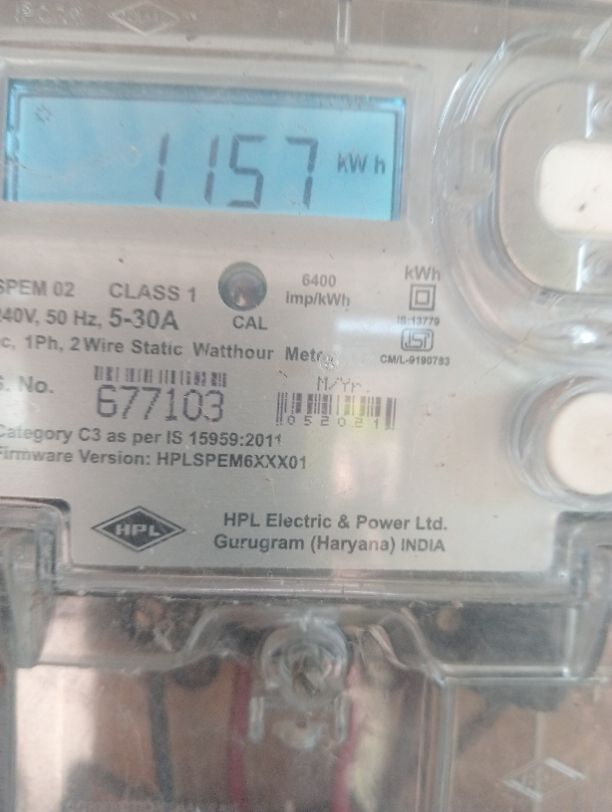 HPL
1157 kWh
SPEM 02 CLASS 1
6400
imp/kWh
kWh
240V, 50 Hz, 5-30A
CAL
IS:13779
ac, 1Ph, 2 Wire Static Watthour Meter
CM/L-9190783
S. No.
677103
M/Yr.
052021
Category C3 as per IS 15959:2011
Firmware Version: HPLSPEM6XXX01
HPL
HPL Electric & Power Ltd.
Gurugram (Haryana) INDIA